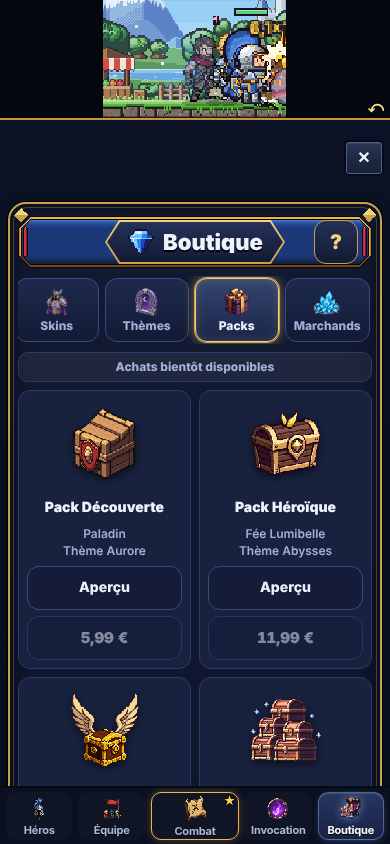 Boutique
?
Skins
Thèmes
Packs
Marchands
Achats bientôt disponibles
Pack Découverte
Pack Héroïque
Paladin
Thème Aurore
Fée Lumibelle
Thème Abysses
Aperçu
Aperçu
5,99 €
11,99 €
Héros
Équipe
Combat
Invocation
Boutique